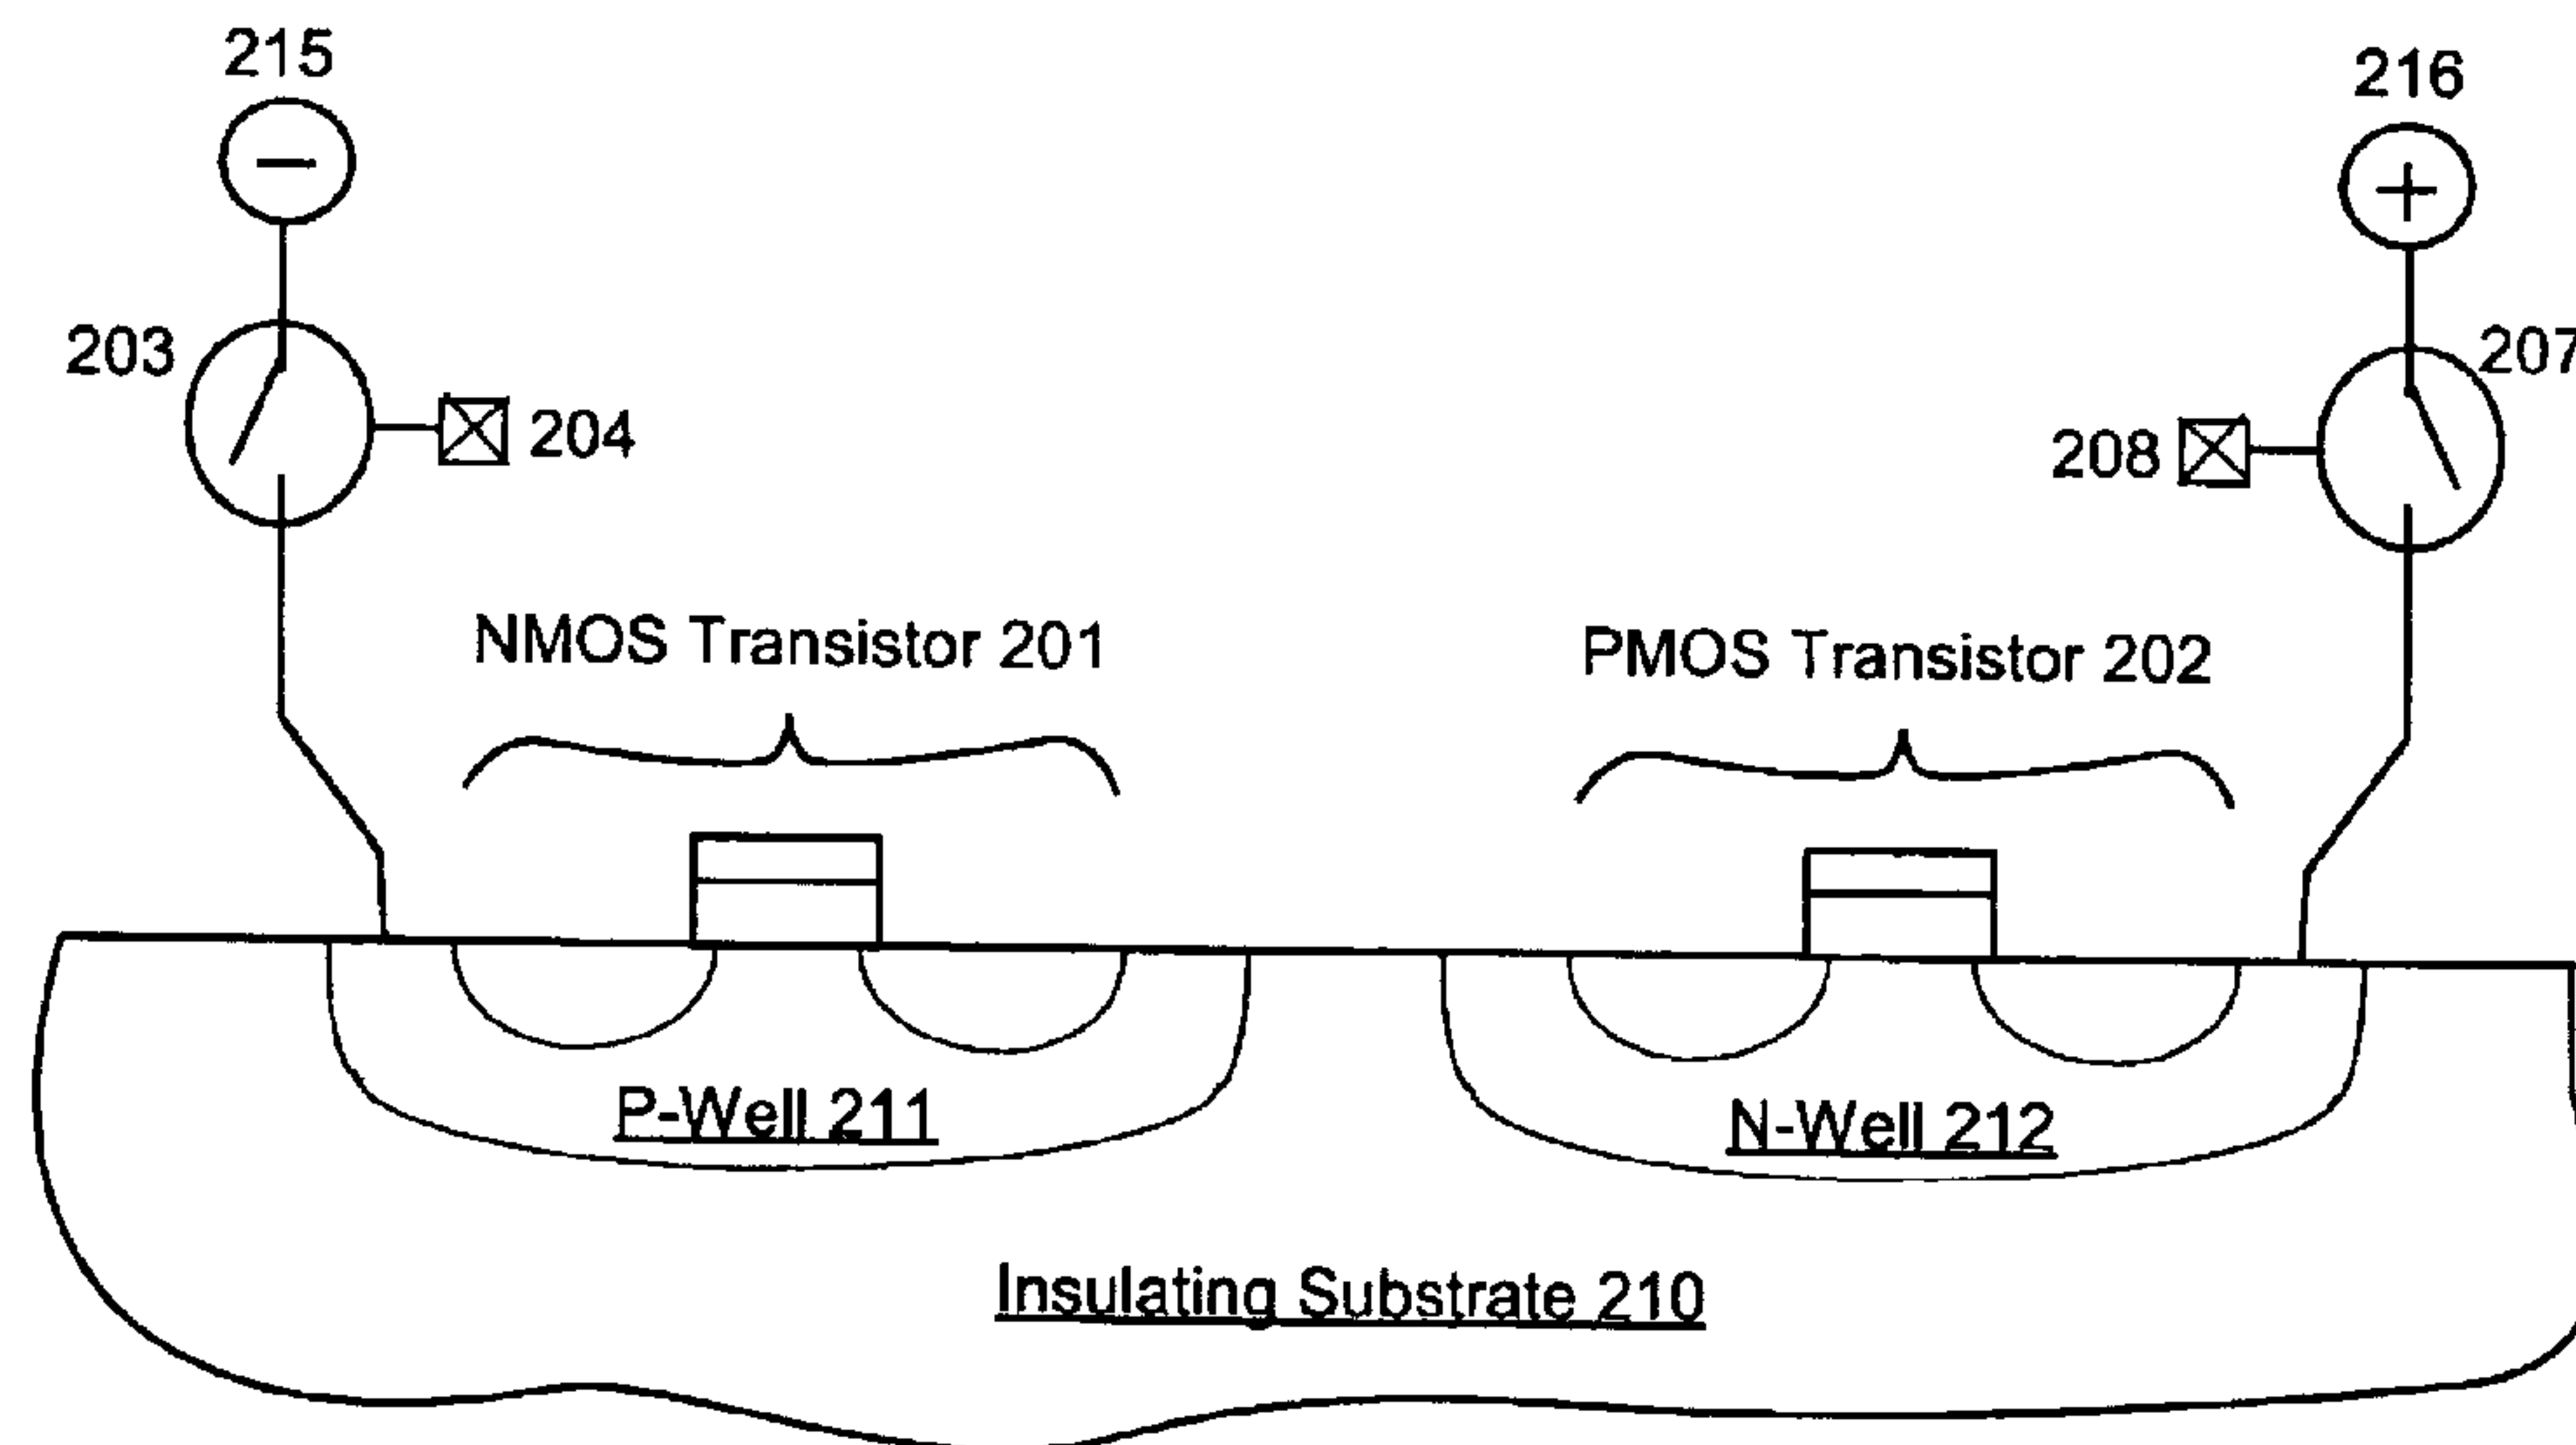 215
216
−
+
203
207
204
208
NMOS Transistor 201
PMOS Transistor 202
P-Well 211
N-Well 212
Insulating Substrate 210